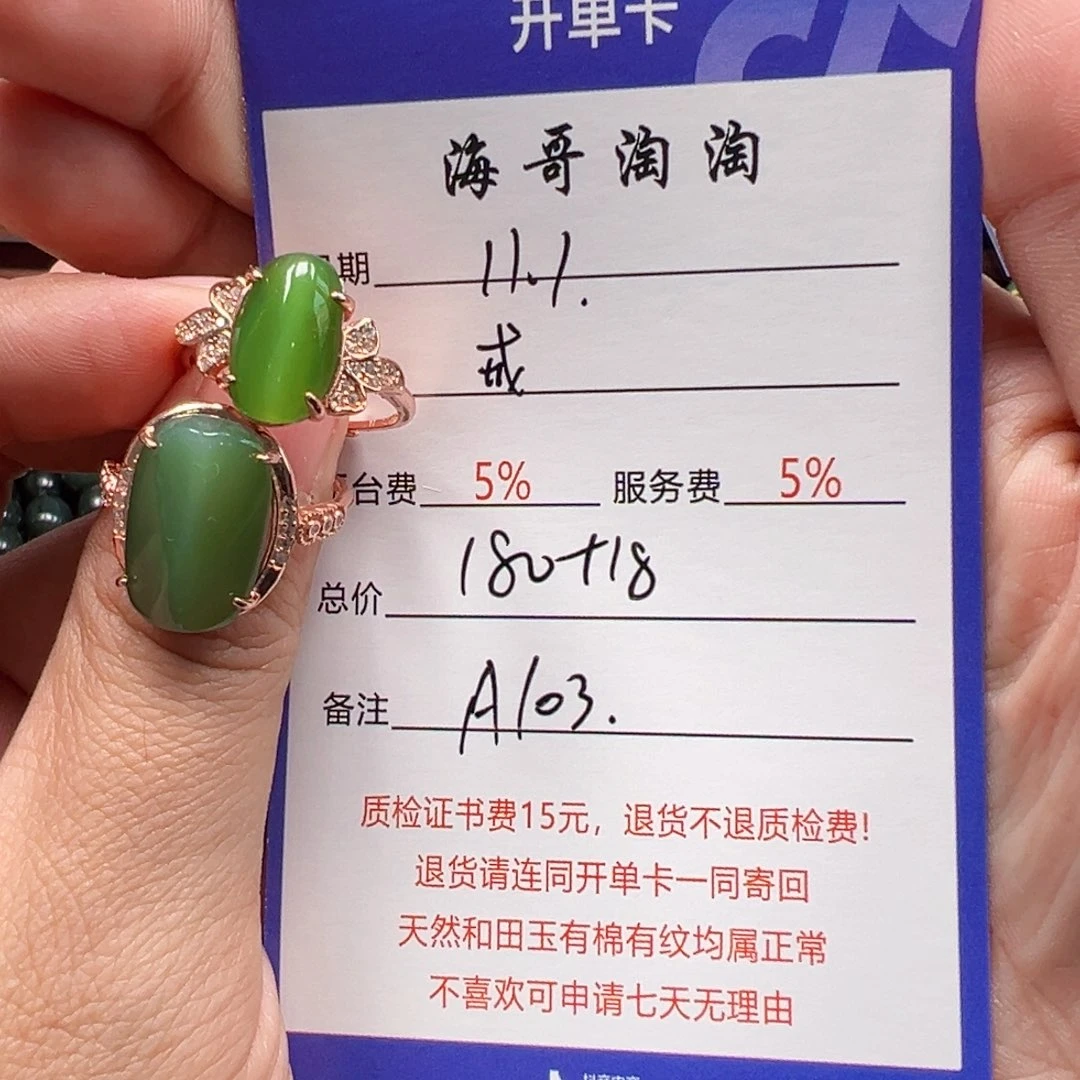 开单卡
海哥淘淘
期 11.1.
戒
台费 5% 服务费 5%
总价 180+18
备注 A103.
质检证书费15元，退货不退质检费!
退货请连同开单卡一同寄回
天然和田玉有棉有纹均属正常
不喜欢可申请七天无理由